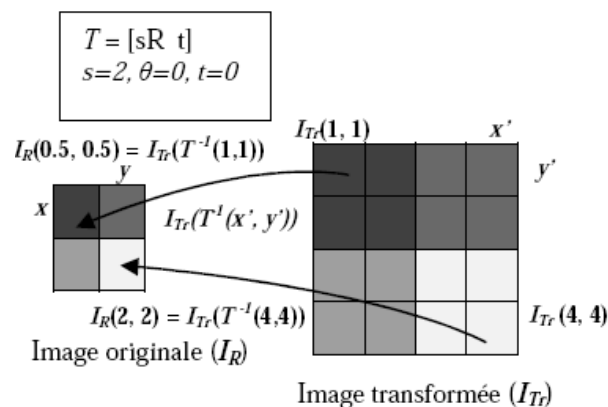 T = [sR t]
s=2, θ=0, t=0
I_Tr(1, 1)
x'
I_R(0.5, 0.5) = I_Tr(T^-1(1,1))
y
y'
x
I_Tr(T^1(x', y'))
I_R(2, 2) = I_Tr(T^-1(4,4))
I_Tr (4, 4)
Image originale (I_R)
Image transformée (I_Tr)